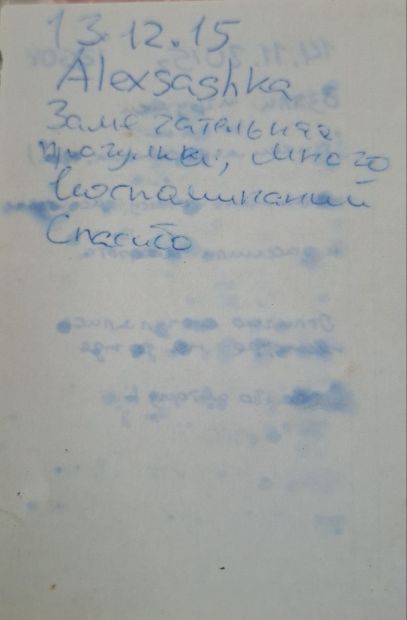 13.12.15
Alexsashka
Замечательная
прогулка, много
воспоминаний
Спасибо